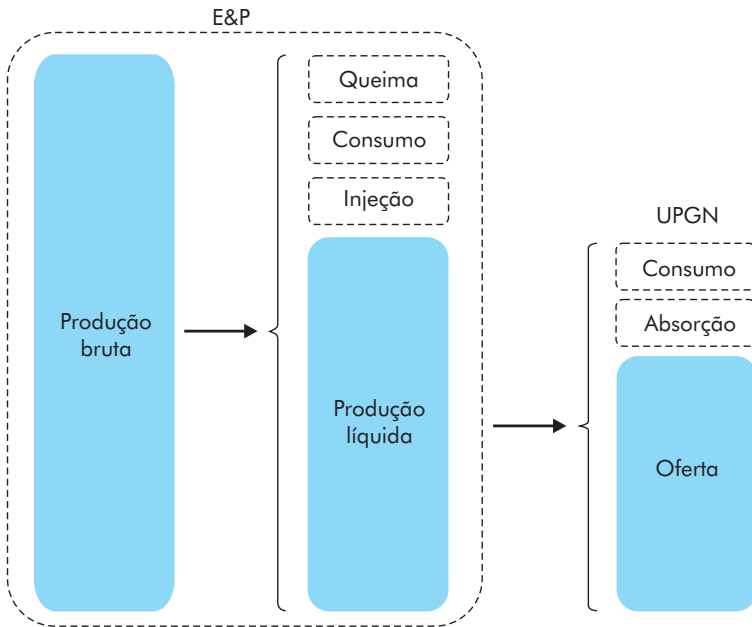 E&P
Produção
bruta
Queima
Consumo
Injeção
Produção
líquida
UPGN
Consumo
Absorção
Oferta